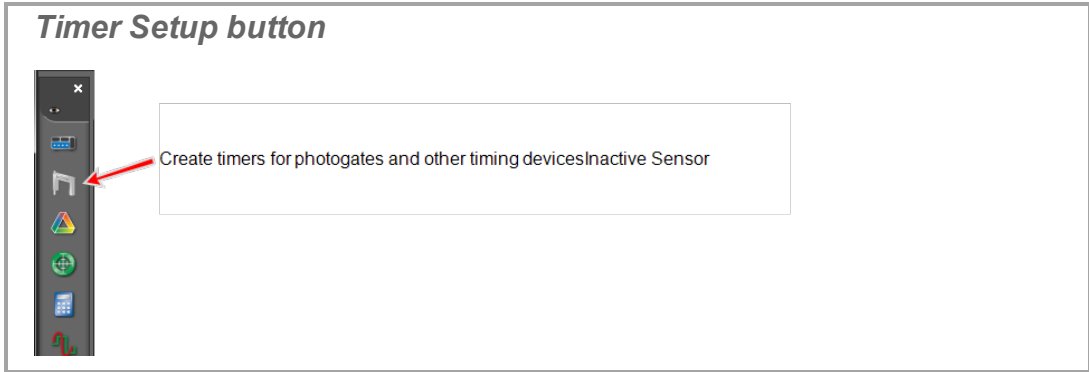 Timer Setup button
Create timers for photogates and other timing devicesInactive Sensor